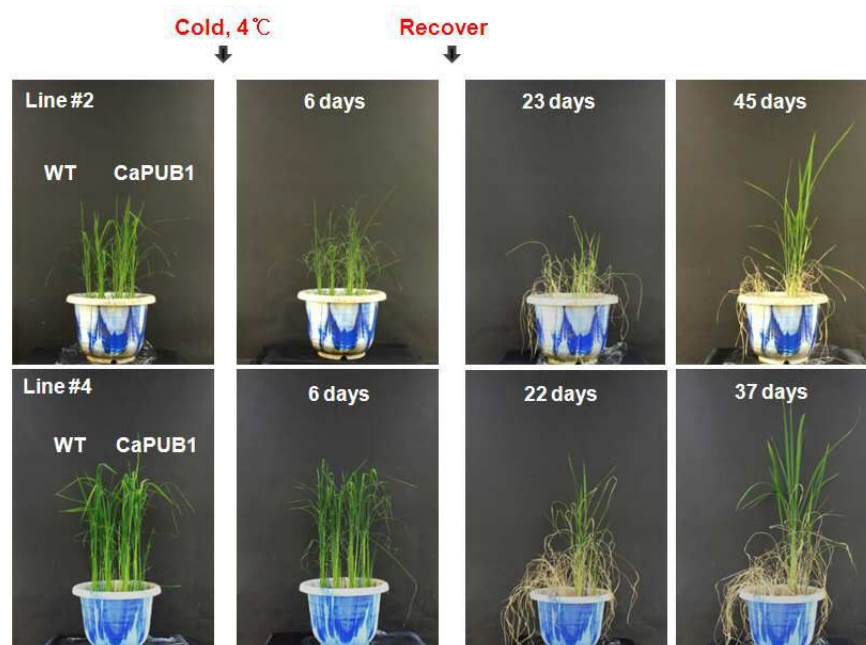 Cold, 4℃ Recover
Line #2 6 days 23 days 45 days
WT CaPUB1
Line #4 6 days 22 days 37 days
WT CaPUB1